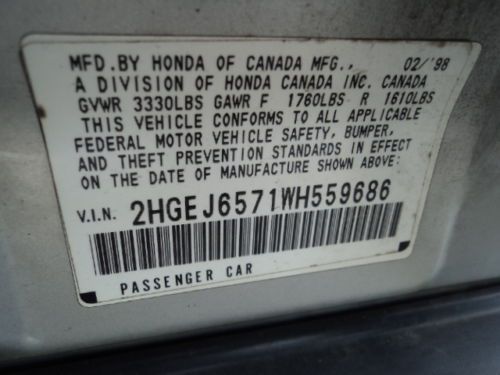 MFD. BY HONDA OF CANADA MFG., 02/'98
A DIVISION OF HONDA CANADA INC. CANADA
GVWR 3330LBS GAWR F 1760LBS R 1610LBS
THIS VEHICLE CONFORMS TO ALL APPLICABLE
FEDERAL MOTOR VEHICLE SAFETY, BUMPER,
AND THEFT PREVENTION STANDARDS IN EFFECT
ON THE DATE OF MANUFACTURE SHOWN ABOVE:
V.I.N. 2HGEJ6571WH559686
PASSENGER CAR